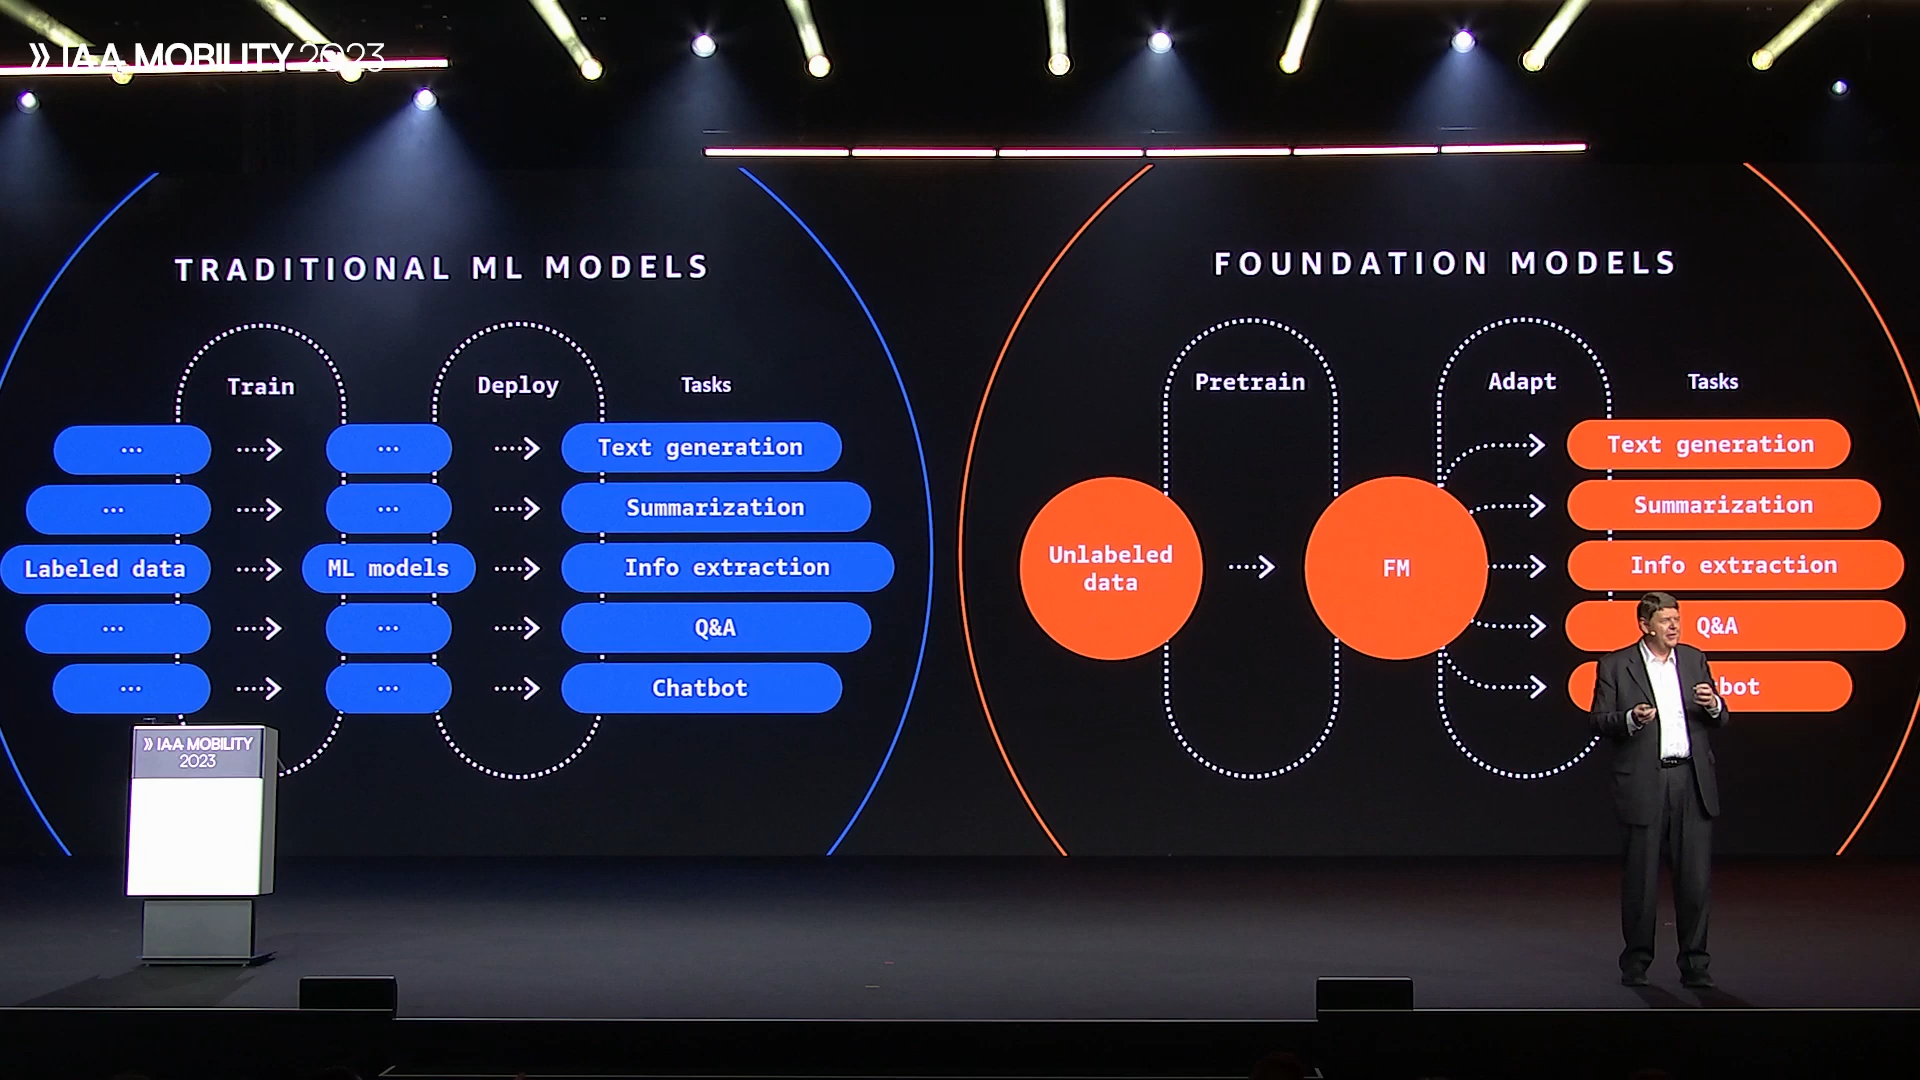 IAA MOBILITY 2023
TRADITIONAL ML MODELS
Train
Deploy
Tasks
...
...
Text generation
...
...
Summarization
Labeled data
ML models
Info extraction
...
...
Q&A
...
...
Chatbot
FOUNDATION MODELS
Pretrain
Adapt
Tasks
Unlabeled
data
FM
Text generation
Summarization
Info extraction
Q&A
bot
IAA MOBILITY
2023